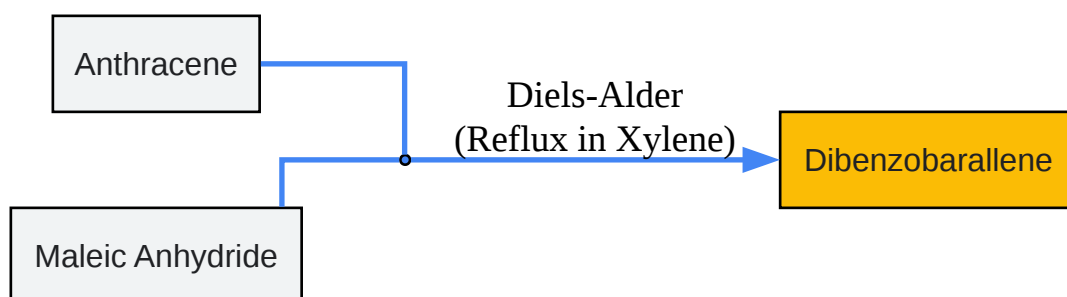 Anthracene
Diels-Alder
(Reflux in Xylene)
Dibenzobarallene
Maleic Anhydride